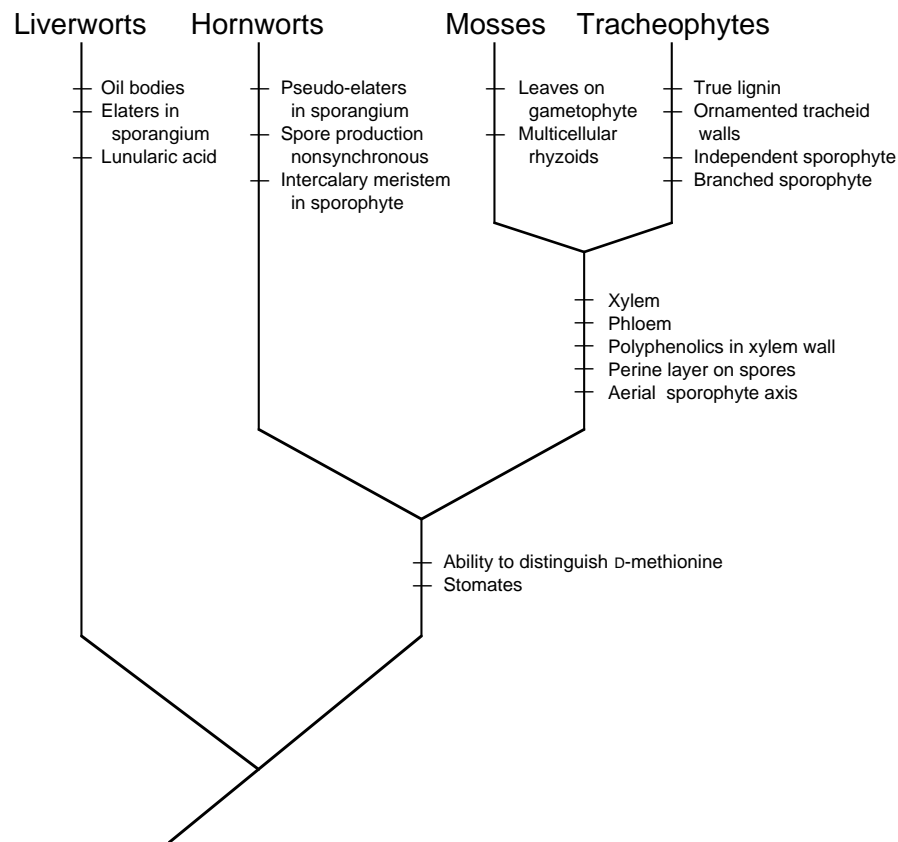 Liverworts
Hornworts
Mosses
Tracheophytes
Oil bodies
Elaters in
sporangium
Lunularic acid
Pseudo-elaters
in sporangium
Spore production
nonsynchronous
Intercalary meristem
in sporophyte
Leaves on
gametophyte
Multicellular
rhyzoids
True lignin
Ornamented tracheid
walls
Independent sporophyte
Branched sporophyte
Xylem
Phloem
Polyphenolics in xylem wall
Perine layer on spores
Aerial sporophyte axis
Ability to distinguish D-methionine
Stomates